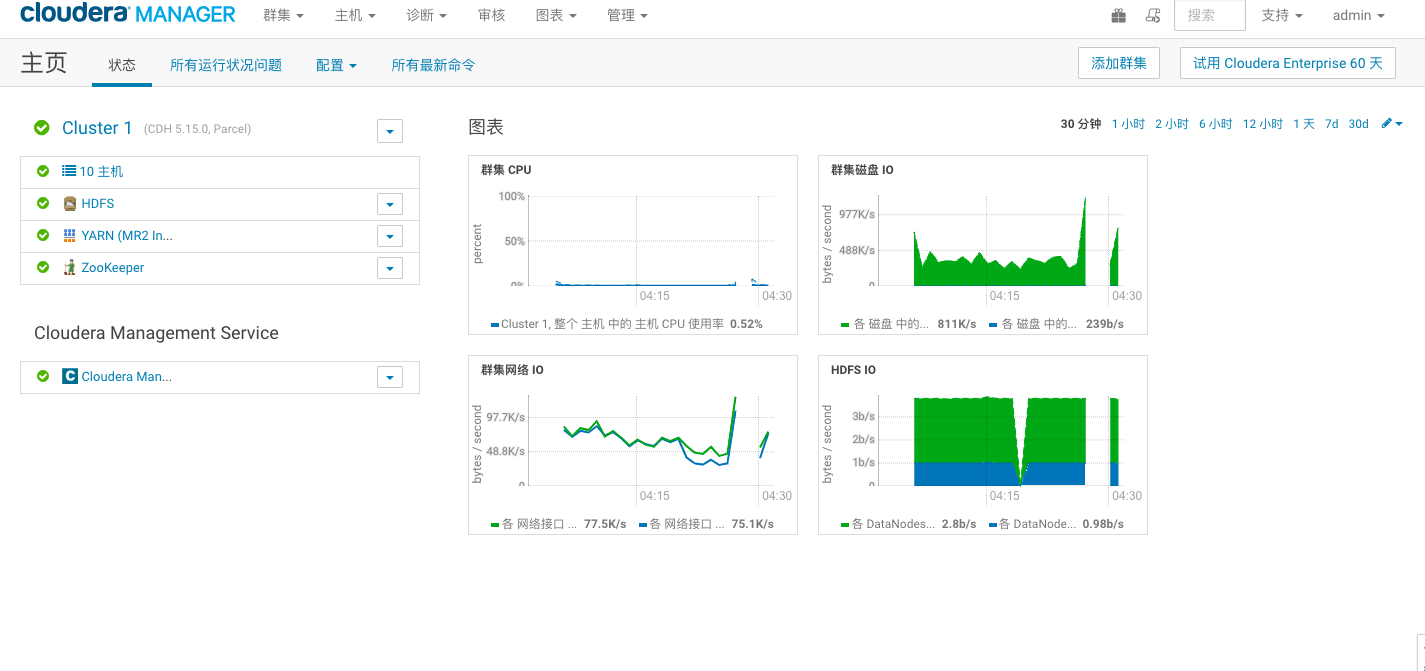 cloudera MANAGER 群集 主机 诊断 审核 图表 管理 搜索 支持 admin
主页 状态 所有运行状况问题 配置 所有最新命令 添加群集 试用 Cloudera Enterprise 60 天
Cluster 1 (CDH 5.15.0, Parcel)
10 主机
HDFS
YARN (MR2 In...
ZooKeeper
Cloudera Management Service
Cloudera Man...
图表 30 分钟 1 小时 2 小时 6 小时 12 小时 1 天 7d 30d
群集 CPU
percent
100%
50%
0%
04:15 04:30
Cluster 1, 整个 主机 中的 主机 CPU 使用率 0.52%
群集磁盘 IO
bytes / second
977K/s
488K/s
0
04:15 04:30
各 磁盘 中的... 811K/s 各 磁盘 中的... 239b/s
群集网络 IO
bytes / second
97.7K/s
48.8K/s
0
04:15 04:30
各 网络接口 ... 77.5K/s 各 网络接口 ... 75.1K/s
HDFS IO
bytes / second
3b/s
2b/s
1b/s
0
04:15 04:30
各 DataNodes... 2.8b/s 各 DataNode... 0.98b/s